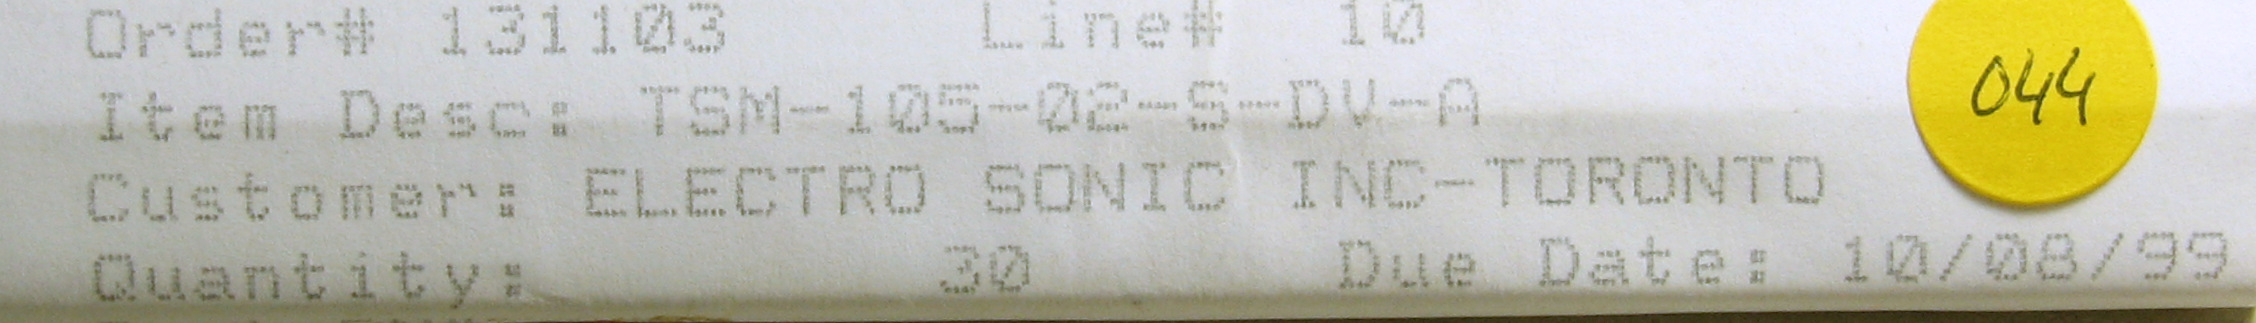 Order# 131103 Line# 10
044
Item Desc: TSM-105-02-S-DV-A
Customer: ELECTRO SONIC INC-TORONTO
Quantity: 30 Due Date: 10/08/99